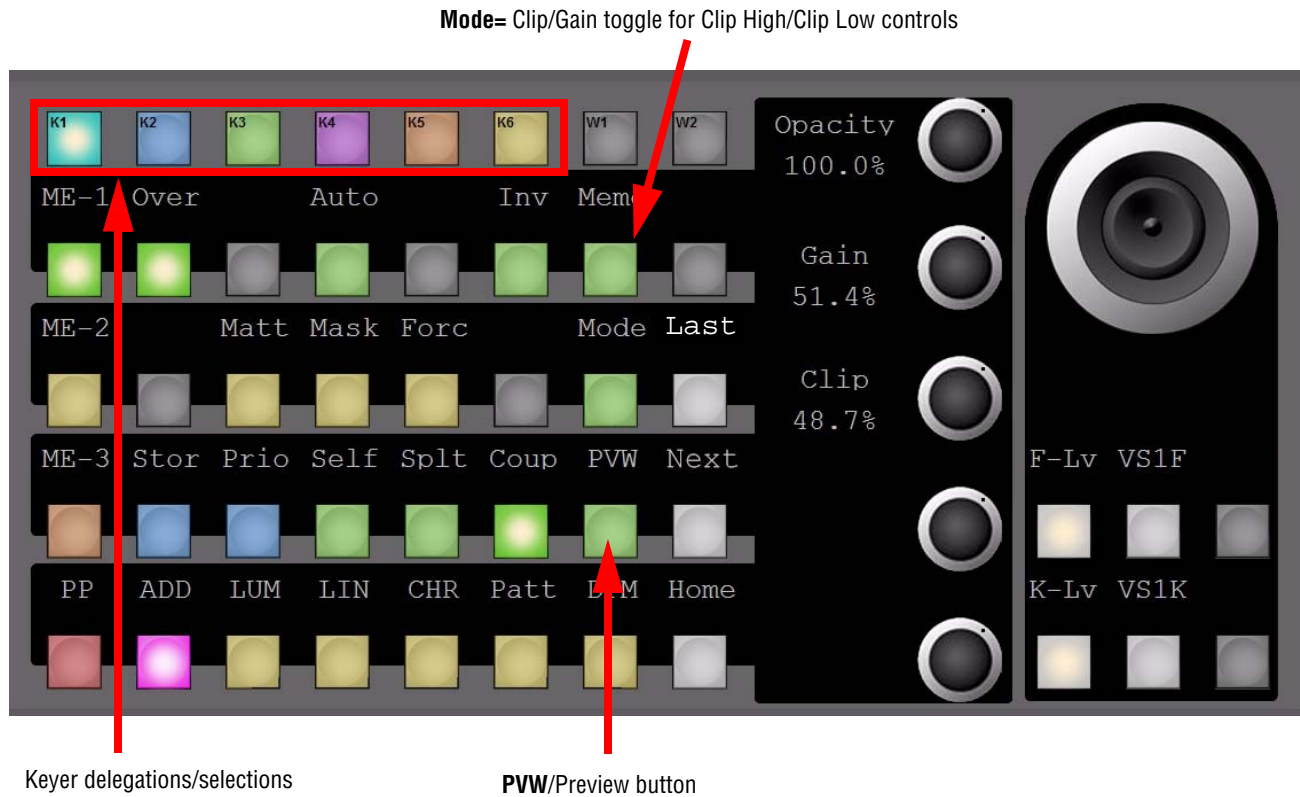 Mode= Clip/Gain toggle for Clip High/Clip Low controls
K1 K2 K3 K4 K5 K6 W1 W2
Opacity
100.0%
ME-1 Over Auto Inv
Gain
51.4%
ME-2 Matt Mask Forc Mode Last
Clip
48.7%
ME-3 Stor Prio Self Splt Coup PVW Next
F-Lv VS1F
PP ADD LUM LIN CHR Patt Home
K-Lv VS1K
Keyer delegations/selections
PVW/Preview button